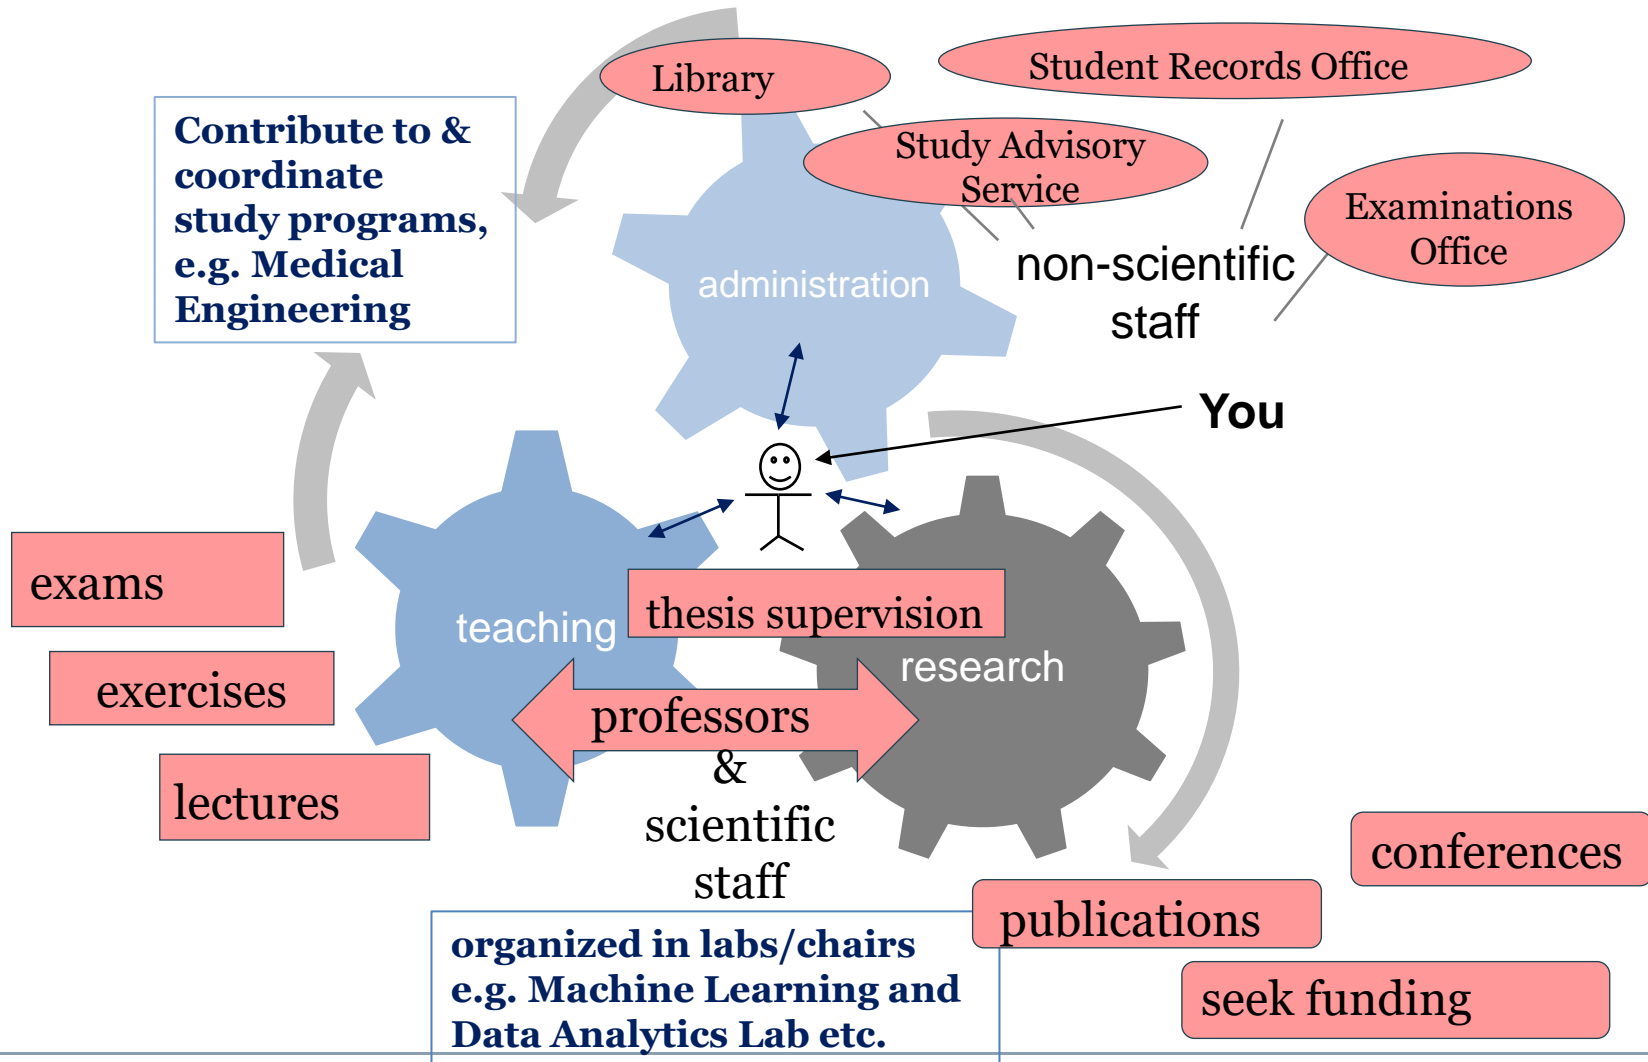 Library
Student Records Office
Contribute to &
coordinate
study programs,
e.g. Medical
Engineering
Study Advisory
Service
Examinations
Office
non-scientific
staff
administration
You
exams
exercises
lectures
teaching
thesis supervision
research
professors
&
scientific
staff
organized in labs/chairs
e.g. Machine Learning and
Data Analytics Lab etc.
conferences
publications
seek funding